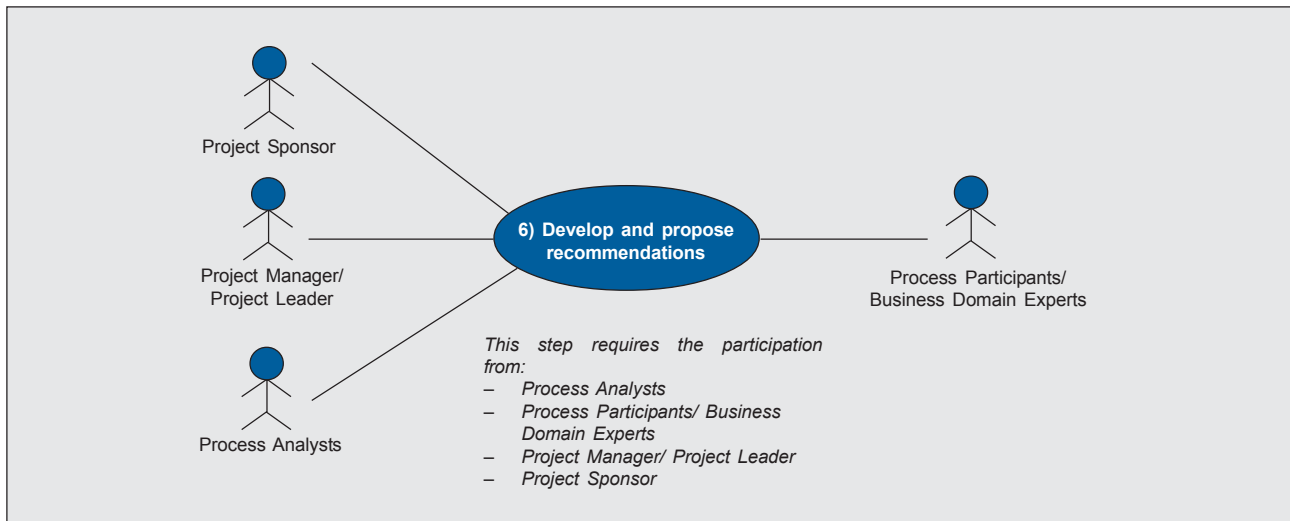 Project Sponsor
Project Manager/
Project Leader
Process Analysts
6) Develop and propose
recommendations
Process Participants/
Business Domain Experts
This step requires the participation
from:
– Process Analysts
– Process Participants/ Business
Domain Experts
– Project Manager/ Project Leader
– Project Sponsor